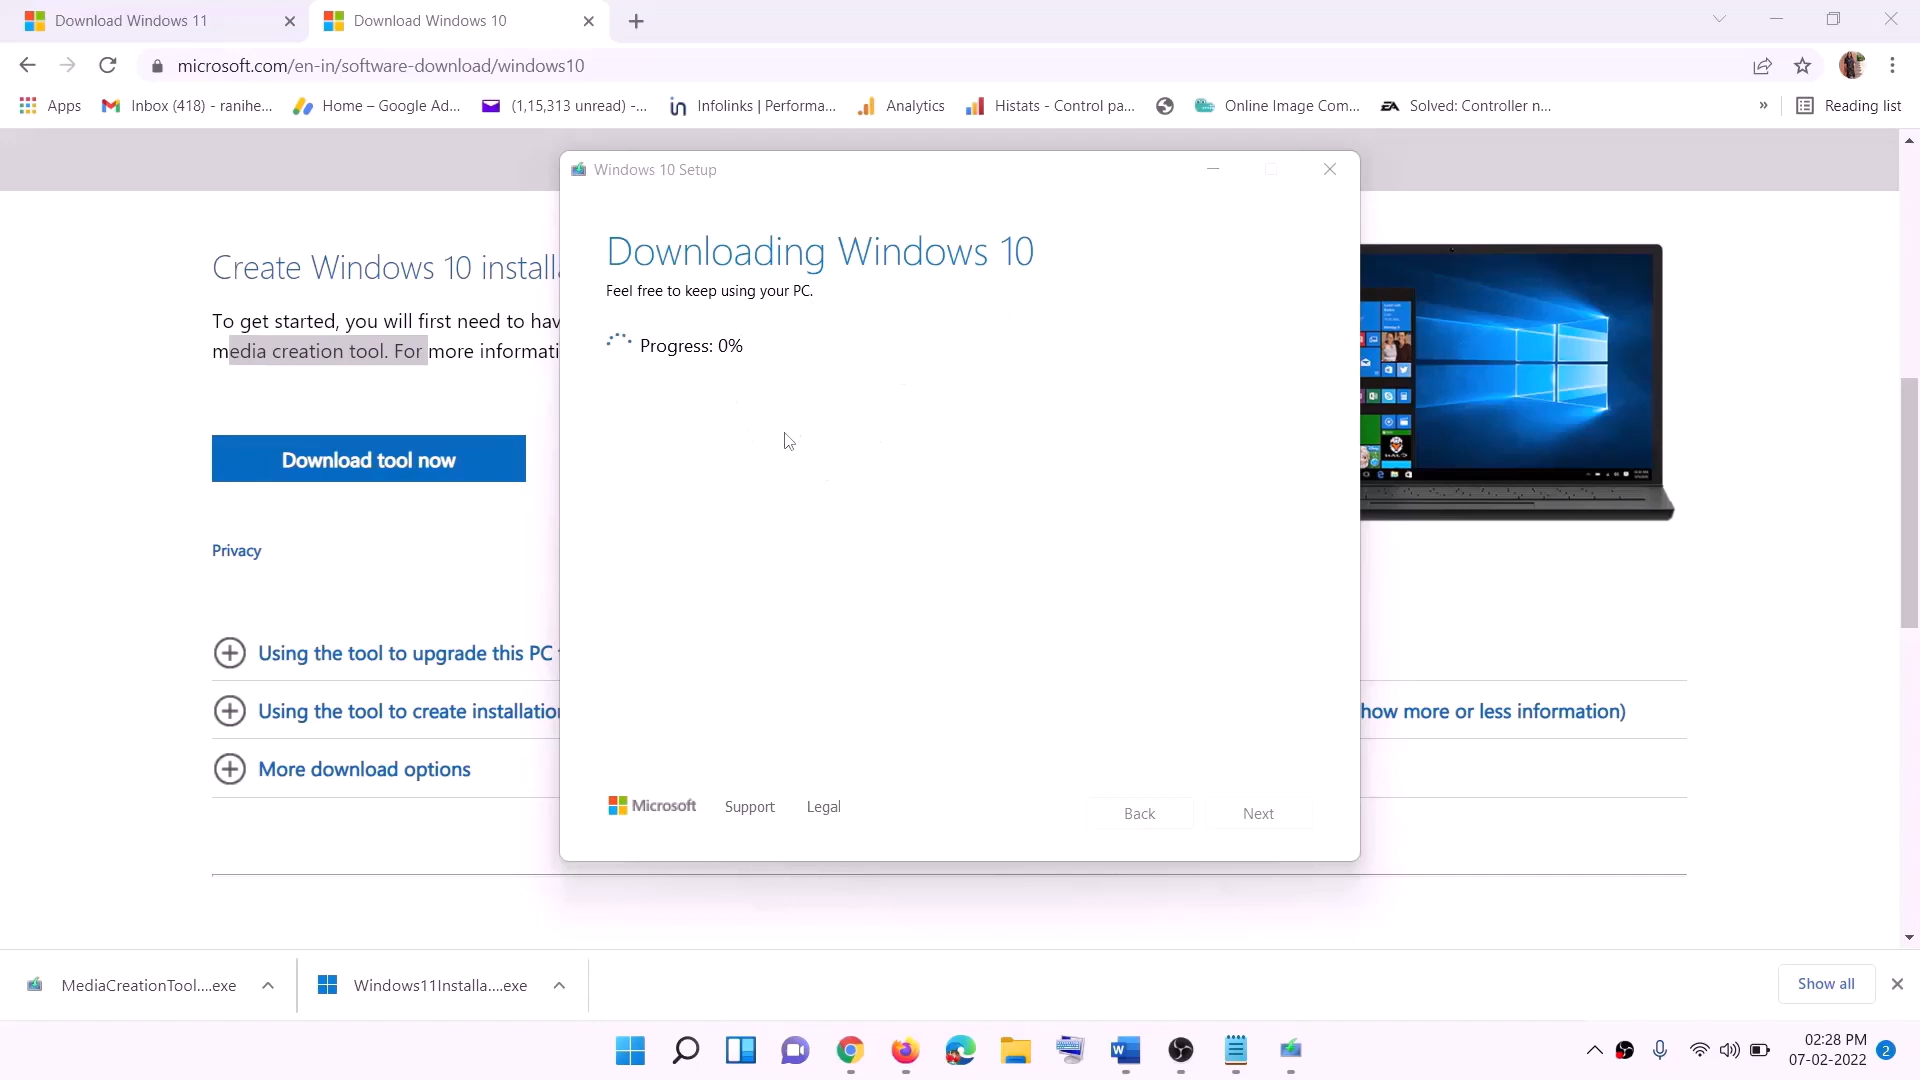 Download Windows 11
Download Windows 10
microsoft.com/en-in/software-download/windows10
Apps
Inbox (418) - ranihe...
Home – Google Ad...
(1,15,313 unread) -...
Infolinks | Performa...
Analytics
Histats - Control pa...
Online Image Com...
Solved: Controller n...
»
Reading list
Windows 10 Setup
Downloading Windows 10
Feel free to keep using your PC.
Progress: 0%
Create Windows 10 install
To get started, you will first need to hav
media creation tool. For more informati
Download tool now
Privacy
Using the tool to upgrade this PC
Using the tool to create installation
how more or less information)
More download options
Microsoft
Support
Legal
Back
Next
MediaCreationTool....exe
Windows11Installa....exe
Show all
02:28 PM
07-02-2022
2